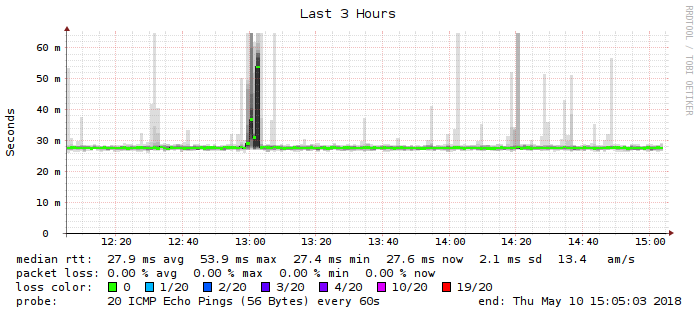 Last 3 Hours
RRDTOOL / TOBI OETIKER
Seconds
60 m
50 m
40 m
30 m
20 m
10 m
0
12:20 12:40 13:00 13:20 13:40 14:00 14:20 14:40 15:00
median rtt: 27.9 ms avg 53.9 ms max 27.4 ms min 27.6 ms now 2.1 ms sd 13.4 am/s
packet loss: 0.00 % avg 0.00 % max 0.00 % min 0.00 % now
loss color: 0 1/20 2/20 3/20 4/20 10/20 19/20
probe: 20 ICMP Echo Pings (56 Bytes) every 60s end: Thu May 10 15:05:03 2018